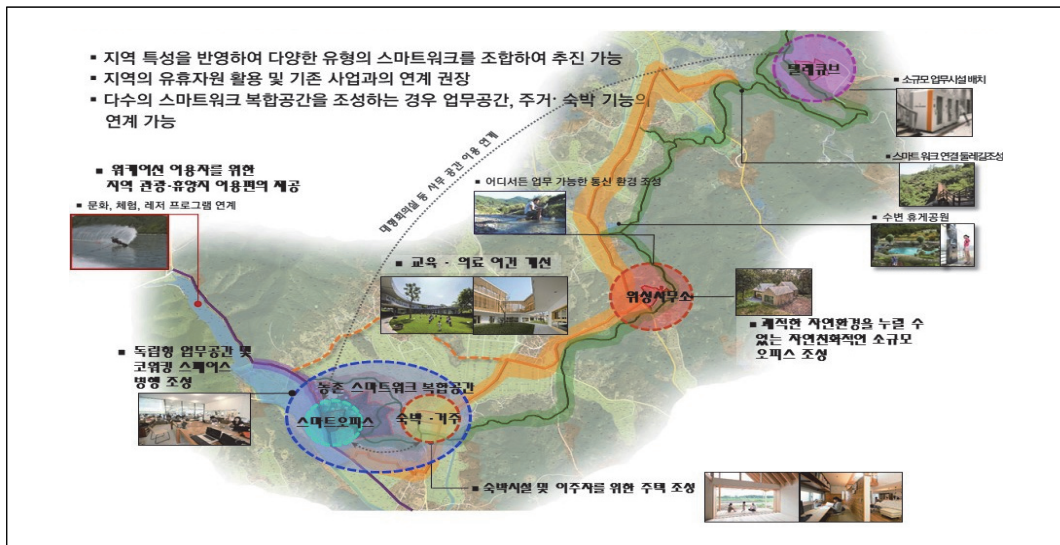 ▪ 지역 특성을 반영하여 다양한 유형의 스마트워크를 조합하여 추진 가능
▪ 지역의 유휴자원 활용 및 기존 사업과의 연계 권장
▪ 다수의 스마트워크 복합공간을 조성하는 경우 업무공간, 주거· 숙박 기능의
연계 가능
모듈큐브
■ 소규모 업무시설 배치
■ 스마트 워크 연결 둘레길조성
■ 수변 휴게공원
■ 워케이션 이용자를 위한
지역 관광·휴양지 이용편의 제공
■ 문화, 체험, 레저 프로그램 연계
대형회의실 등 사무 공간 이용 연계
■ 어디서든 업무 가능한 통신 환경 조성
■ 교육 · 의료 여건 개선
위성사무소
■ 쾌적한 자연환경을 누릴 수
있는 자연친화적인 소규모
오피스 조성
■ 독립형 업무공간 및
코워킹 스페이스
병행 조성
농촌 스마트워크 복합공간
스마트오피스
숙박 · 거주
■ 숙박시설 및 이주자를 위한 주택 조성